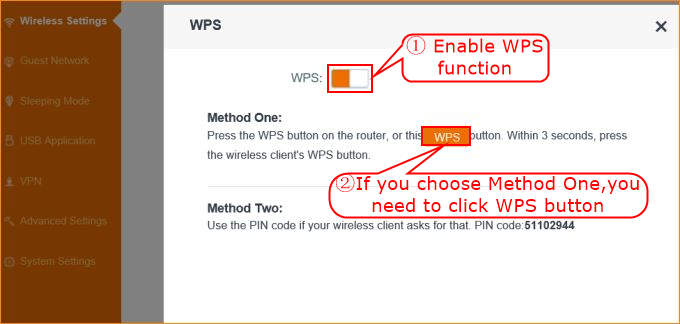 Wireless Settings
Guest Network
Sleeping Mode
USB Application
VPN
Advanced Settings
System Settings
WPS
① Enable WPS
function
WPS:
Method One:
Press the WPS button on the router, or this WPS button. Within 3 seconds, press
the wireless client's WPS button.
②If you choose Method One,you
need to click WPS button
Method Two:
Use the PIN code if your wireless client asks for that. PIN code:51102944